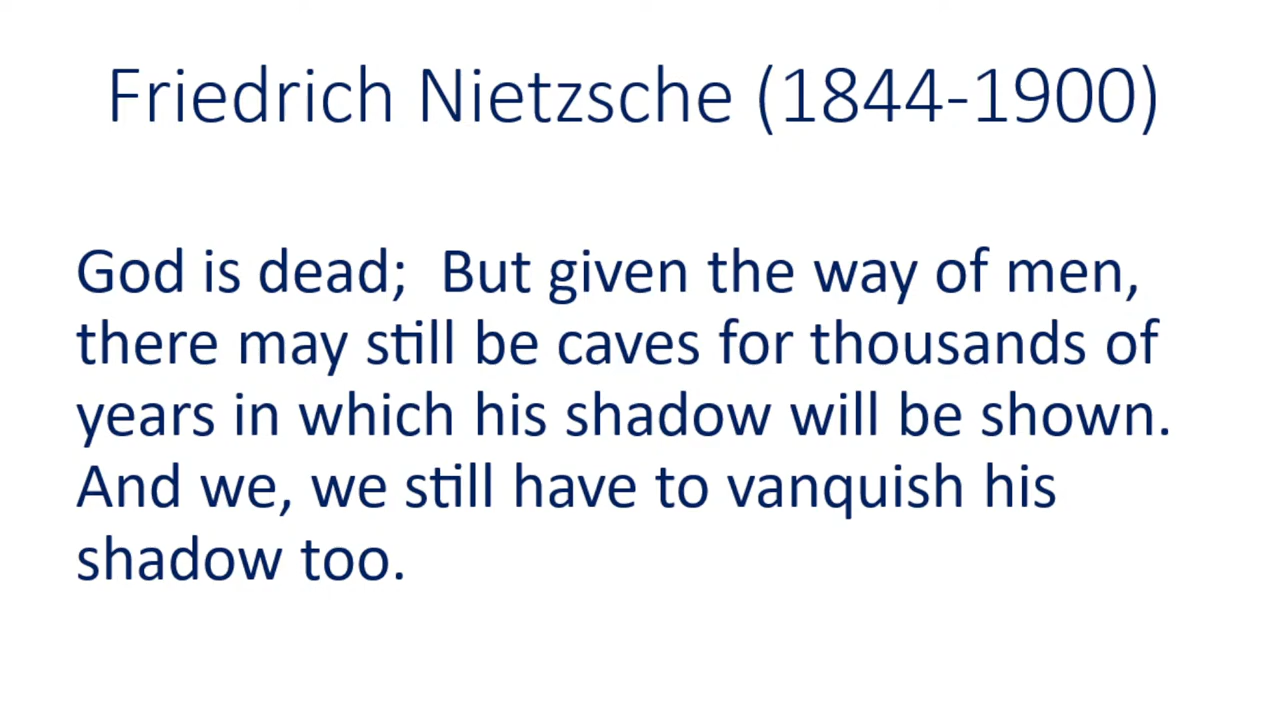 Friedrich Nietzsche (1844-1900)
God is dead;  But given the way of men,
there may still be caves for thousands of
years in which his shadow will be shown.
And we, we still have to vanquish his
shadow too.